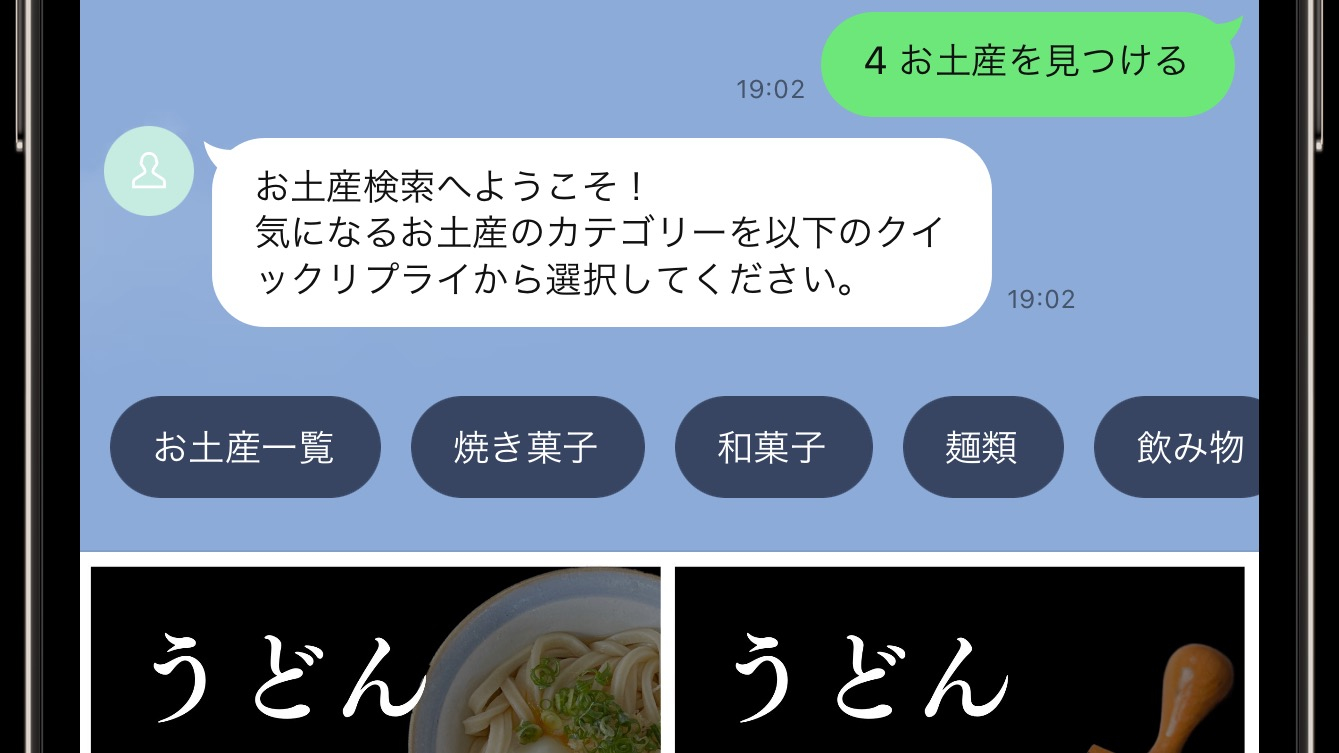 4 お土産を見つける
19:02
お土産検索へようこそ！
気になるお土産のカテゴリーを以下のクイ
ックリプライから選択してください。
19:02
お土産一覧
焼き菓子
和菓子
麺類
飲み物
うどん
うどん